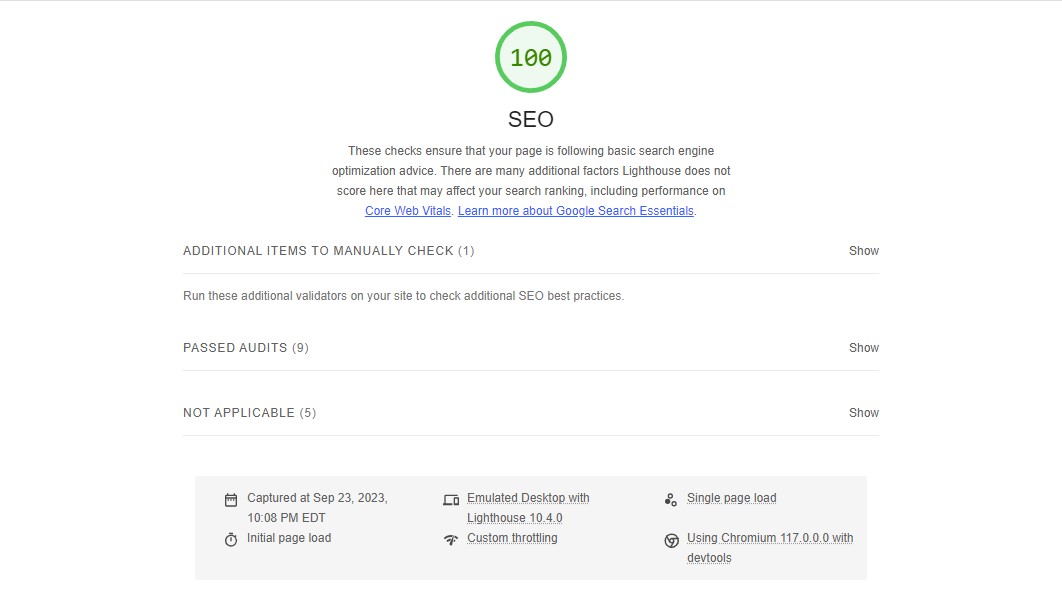 100
SEO
These checks ensure that your page is following basic search engine
optimization advice. There are many additional factors Lighthouse does not
score here that may affect your search ranking, including performance on
Core Web Vitals. Learn more about Google Search Essentials.
ADDITIONAL ITEMS TO MANUALLY CHECK (1) Show
Run these additional validators on your site to check additional SEO best practices.
PASSED AUDITS (9) Show
NOT APPLICABLE (5) Show
Captured at Sep 23, 2023,
10:08 PM EDT
Emulated Desktop with
Lighthouse 10.4.0
Single page load
Initial page load
Custom throttling
Using Chromium 117.0.0.0 with
devtools